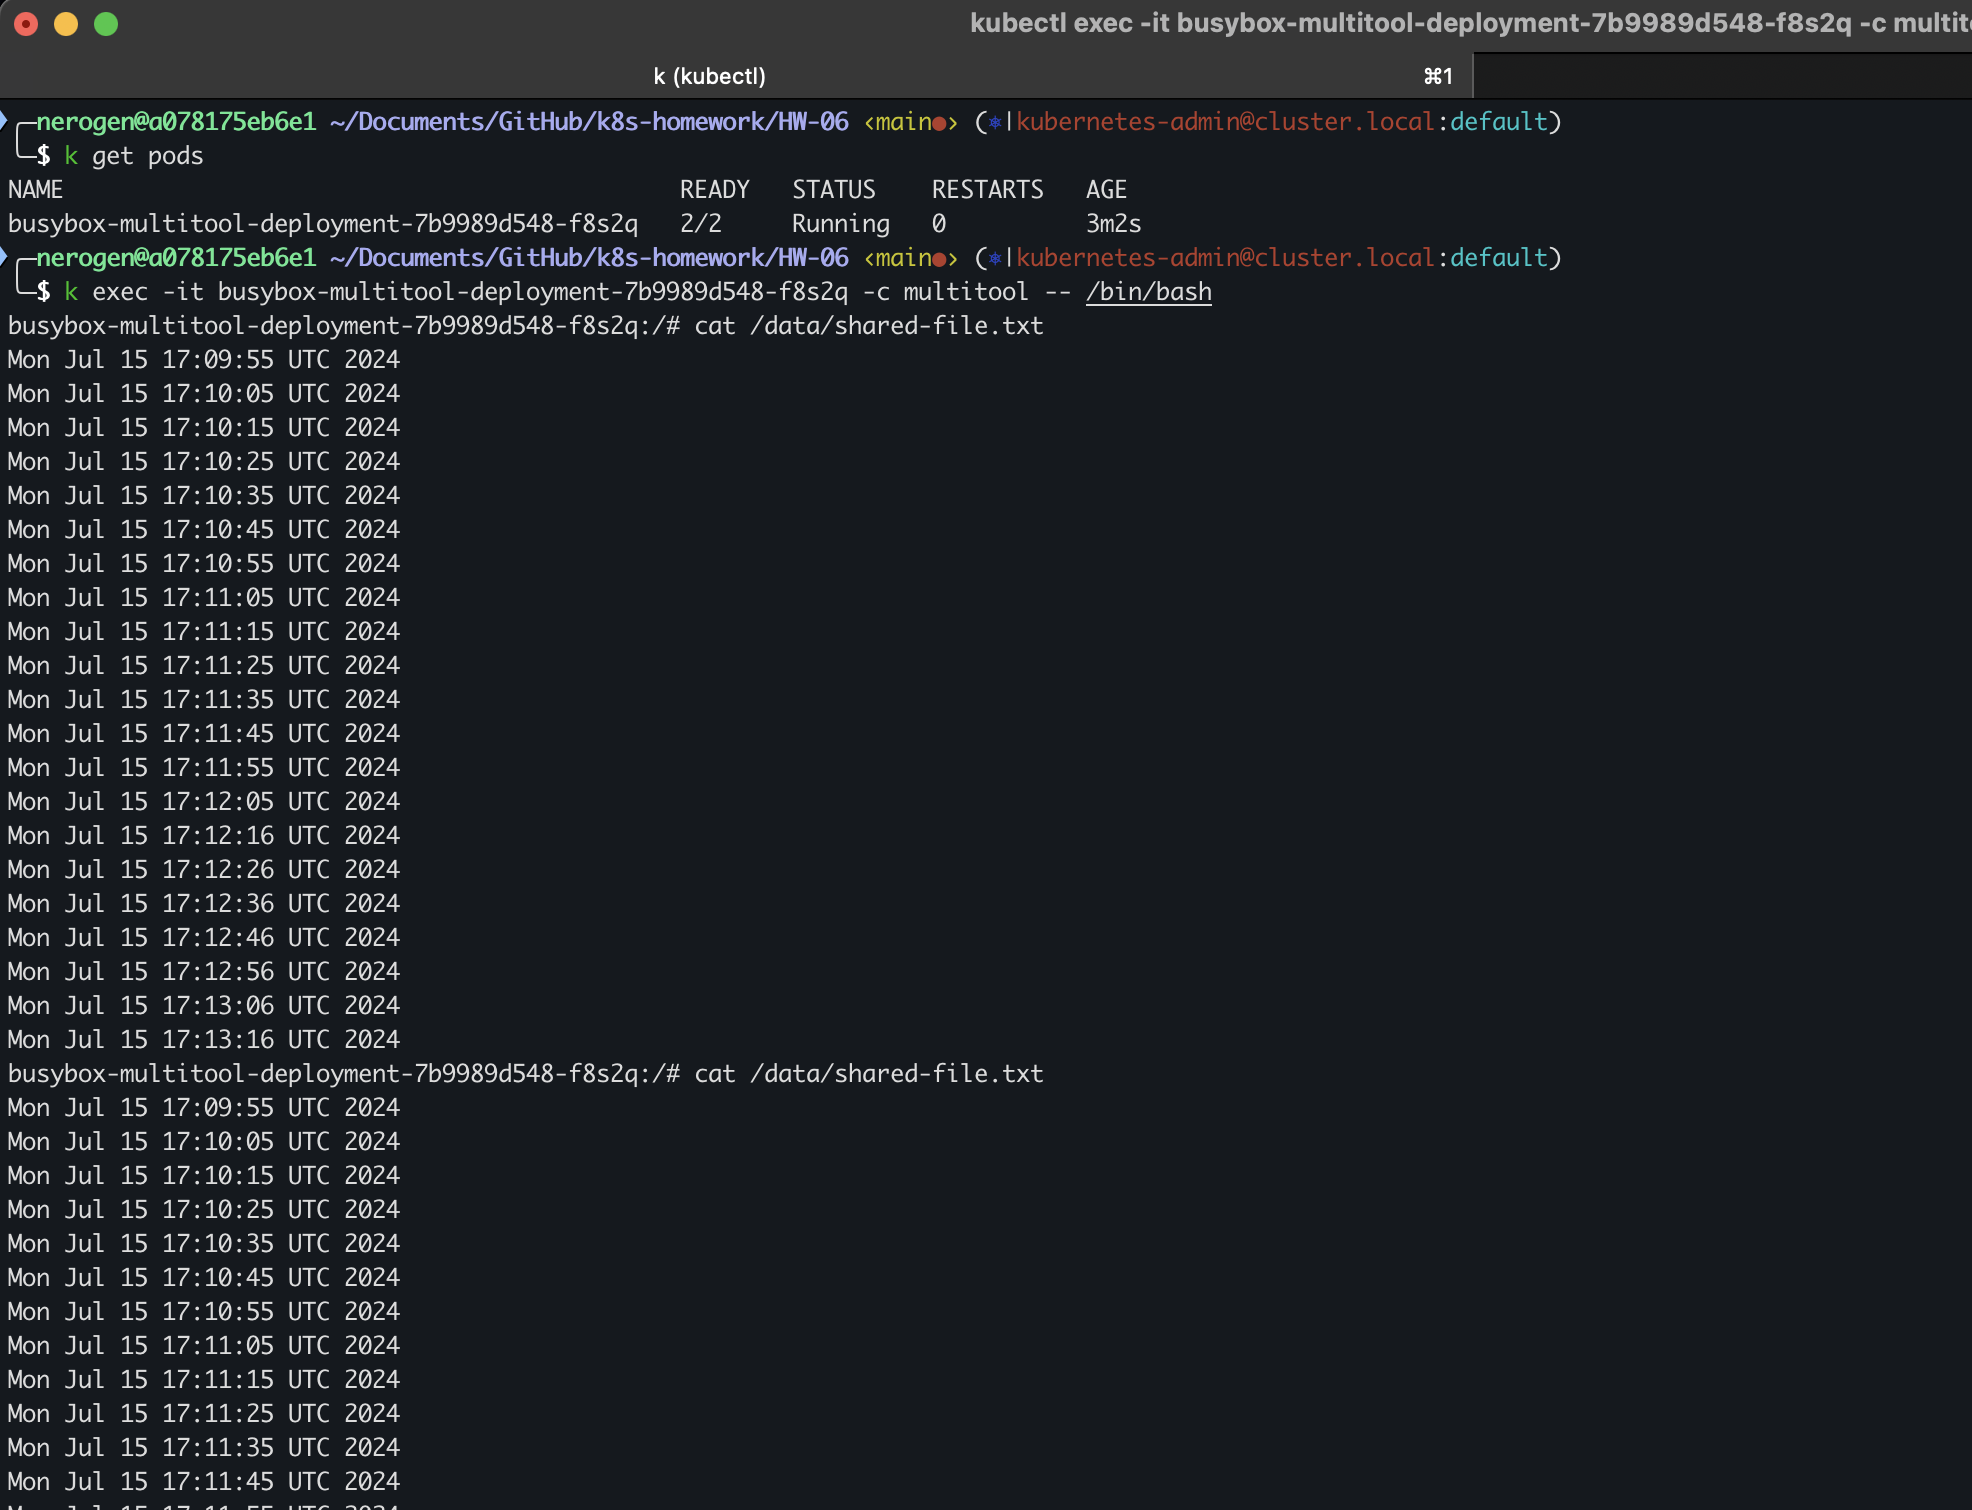 kubectl exec -it busybox-multitool-deployment-7b9989d548-f8s2q -c multit
k (kubectl) ⌘1
nerogen@a078175eb6e1 ~/Documents/GitHub/k8s-homework/HW-06 ‹main●› (⎈|kubernetes-admin@cluster.local:default)
$ k get pods
NAME READY STATUS RESTARTS AGE
busybox-multitool-deployment-7b9989d548-f8s2q 2/2 Running 0 3m2s
nerogen@a078175eb6e1 ~/Documents/GitHub/k8s-homework/HW-06 ‹main●› (⎈|kubernetes-admin@cluster.local:default)
$ k exec -it busybox-multitool-deployment-7b9989d548-f8s2q -c multitool -- /bin/bash
busybox-multitool-deployment-7b9989d548-f8s2q:/# cat /data/shared-file.txt
Mon Jul 15 17:09:55 UTC 2024
Mon Jul 15 17:10:05 UTC 2024
Mon Jul 15 17:10:15 UTC 2024
Mon Jul 15 17:10:25 UTC 2024
Mon Jul 15 17:10:35 UTC 2024
Mon Jul 15 17:10:45 UTC 2024
Mon Jul 15 17:10:55 UTC 2024
Mon Jul 15 17:11:05 UTC 2024
Mon Jul 15 17:11:15 UTC 2024
Mon Jul 15 17:11:25 UTC 2024
Mon Jul 15 17:11:35 UTC 2024
Mon Jul 15 17:11:45 UTC 2024
Mon Jul 15 17:11:55 UTC 2024
Mon Jul 15 17:12:05 UTC 2024
Mon Jul 15 17:12:16 UTC 2024
Mon Jul 15 17:12:26 UTC 2024
Mon Jul 15 17:12:36 UTC 2024
Mon Jul 15 17:12:46 UTC 2024
Mon Jul 15 17:12:56 UTC 2024
Mon Jul 15 17:13:06 UTC 2024
Mon Jul 15 17:13:16 UTC 2024
busybox-multitool-deployment-7b9989d548-f8s2q:/# cat /data/shared-file.txt
Mon Jul 15 17:09:55 UTC 2024
Mon Jul 15 17:10:05 UTC 2024
Mon Jul 15 17:10:15 UTC 2024
Mon Jul 15 17:10:25 UTC 2024
Mon Jul 15 17:10:35 UTC 2024
Mon Jul 15 17:10:45 UTC 2024
Mon Jul 15 17:10:55 UTC 2024
Mon Jul 15 17:11:05 UTC 2024
Mon Jul 15 17:11:15 UTC 2024
Mon Jul 15 17:11:25 UTC 2024
Mon Jul 15 17:11:35 UTC 2024
Mon Jul 15 17:11:45 UTC 2024